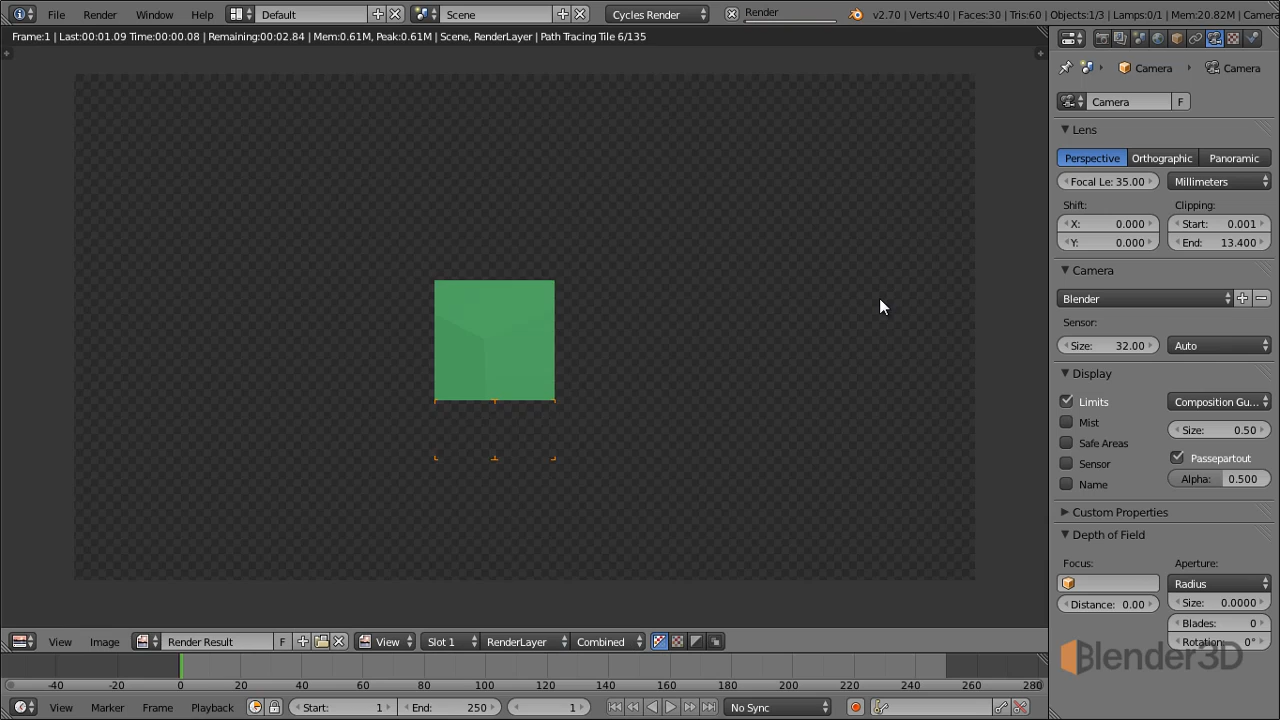 File Render Window Help Default Scene Cycles Render Render v2.70 | Verts:40 | Faces:30 | Tris:60 | Objects:1/3 | Lamps:0/1 | Mem:20.82M | Camera
Frame:1 | Last:00:01.09 Time:00:00.08 | Remaining:00:02.84 | Mem:0.61M, Peak:0.61M | Scene, RenderLayer | Path Tracing Tile 6/135
Camera Camera
Camera F
Lens
Perspective Orthographic Panoramic
Focal Le: 35.00 Millimeters
Shift: Clipping:
X: 0.000 Start: 0.001
Y: 0.000 End: 13.400
Camera
Blender
Sensor:
Size: 32.00 Auto
Display
Limits Composition Gu...
Mist Size: 0.50
Safe Areas
Sensor Passepartout
Name Alpha: 0.500
Custom Properties
Depth of Field
Focus: Aperture:
Radius
Distance: 0.00 Size: 0.0000
Blades: 0
Rotation: 0°
Blender3D
View Image Render Result F View Slot 1 RenderLayer Combined
-40 -20 0 20 40 60 80 100 120 140 160 180 200 220 240 260 280
View Marker Frame Playback Start: 1 End: 250 1 No Sync